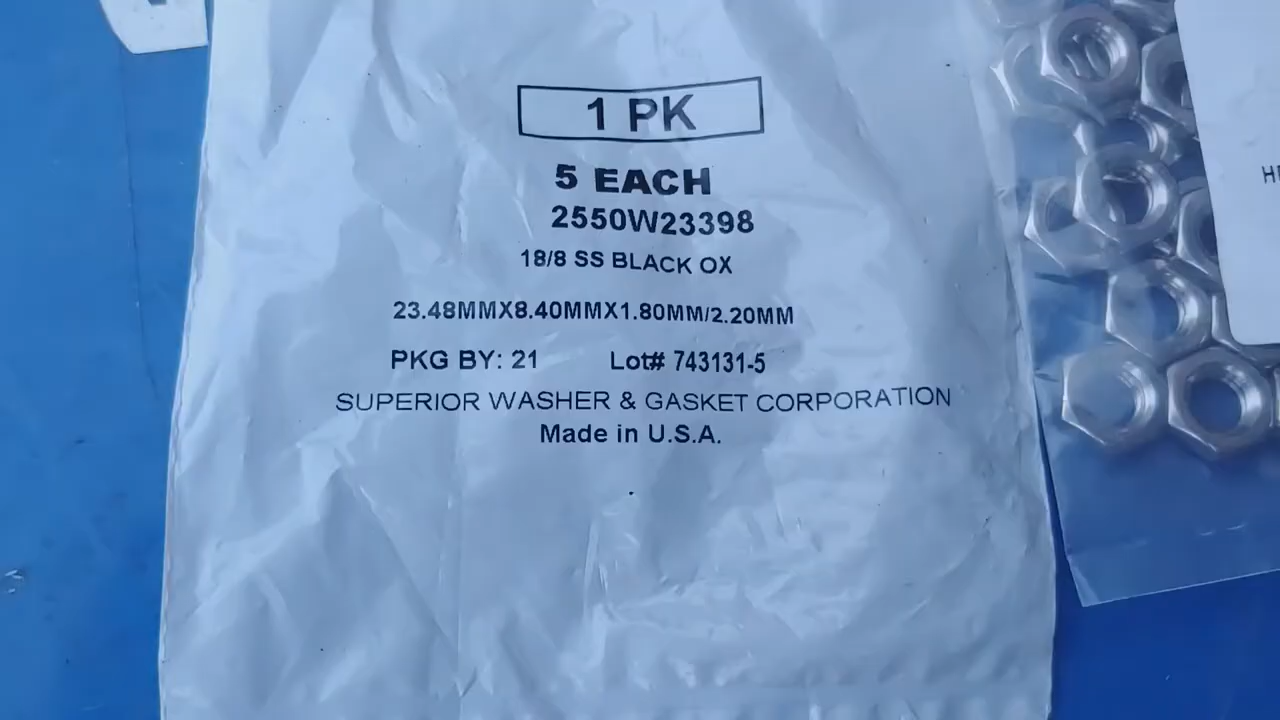 1 PK
5 EACH
2550W23398
18/8 SS BLACK OX
23.48MMX8.40MMX1.80MM/2.20MM
PKG BY: 21 Lot# 743131-5
SUPERIOR WASHER & GASKET CORPORATION
Made in U.S.A.